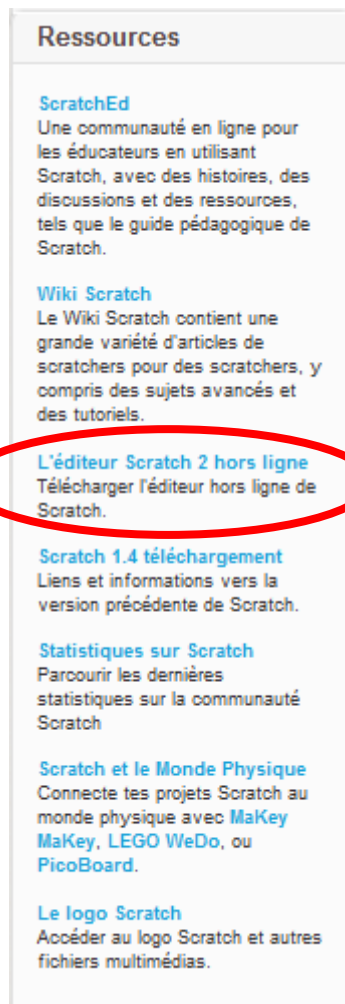 Ressources
ScratchEd
Une communauté en ligne pour
les éducateurs en utilisant
Scratch, avec des histoires, des
discussions et des ressources,
tels que le guide pédagogique de
Scratch.
Wiki Scratch
Le Wiki Scratch contient une
grande variété d'articles de
scratchers pour des scratchers, y
compris des sujets avancés et
des tutoriels.
L'éditeur Scratch 2 hors ligne
Télécharger l'éditeur hors ligne de
Scratch.
Scratch 1.4 téléchargement
Liens et informations vers la
version précédente de Scratch.
Statistiques sur Scratch
Parcourir les dernières
statistiques sur la communauté
Scratch
Scratch et le Monde Physique
Connecte tes projets Scratch au
monde physique avec MaKey
MaKey, LEGO WeDo, ou
PicoBoard.
Le logo Scratch
Accéder au logo Scratch et autres
fichiers multimédias.